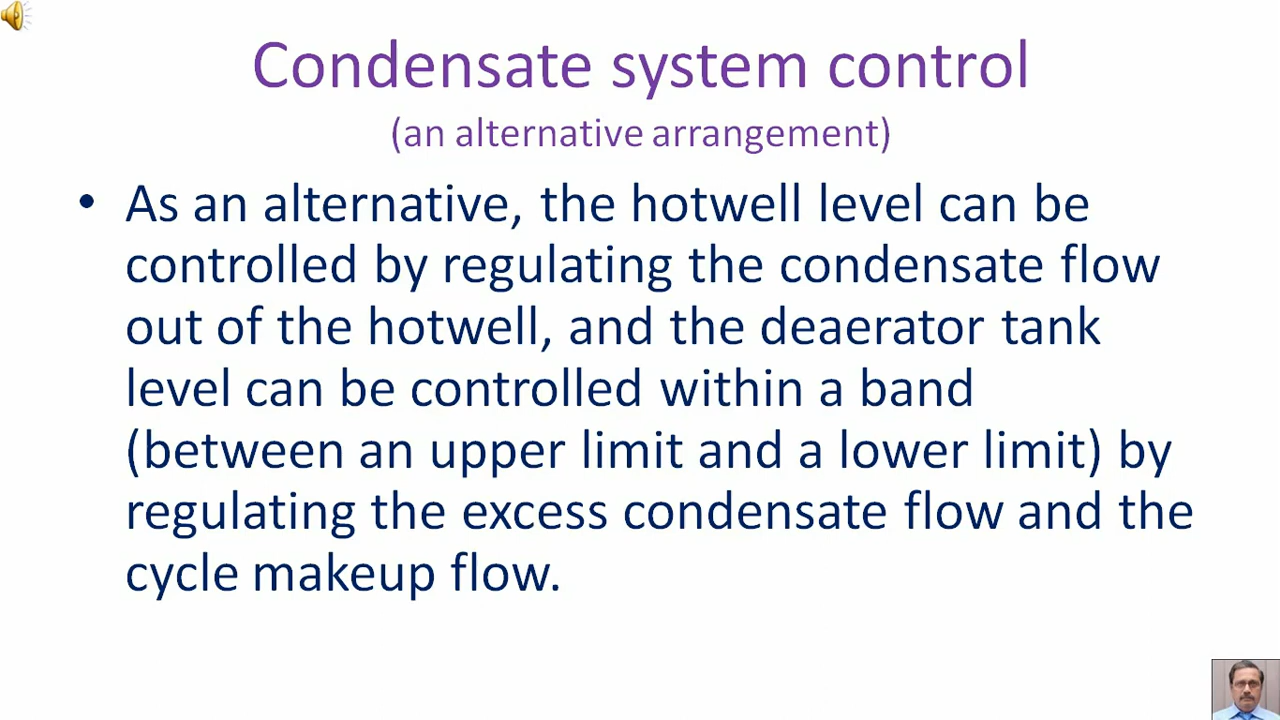 Condensate system control
(an alternative arrangement)
• As an alternative, the hotwell level can be
controlled by regulating the condensate flow
out of the hotwell, and the deaerator tank
level can be controlled within a band
(between an upper limit and a lower limit) by
regulating the excess condensate flow and the
cycle makeup flow.